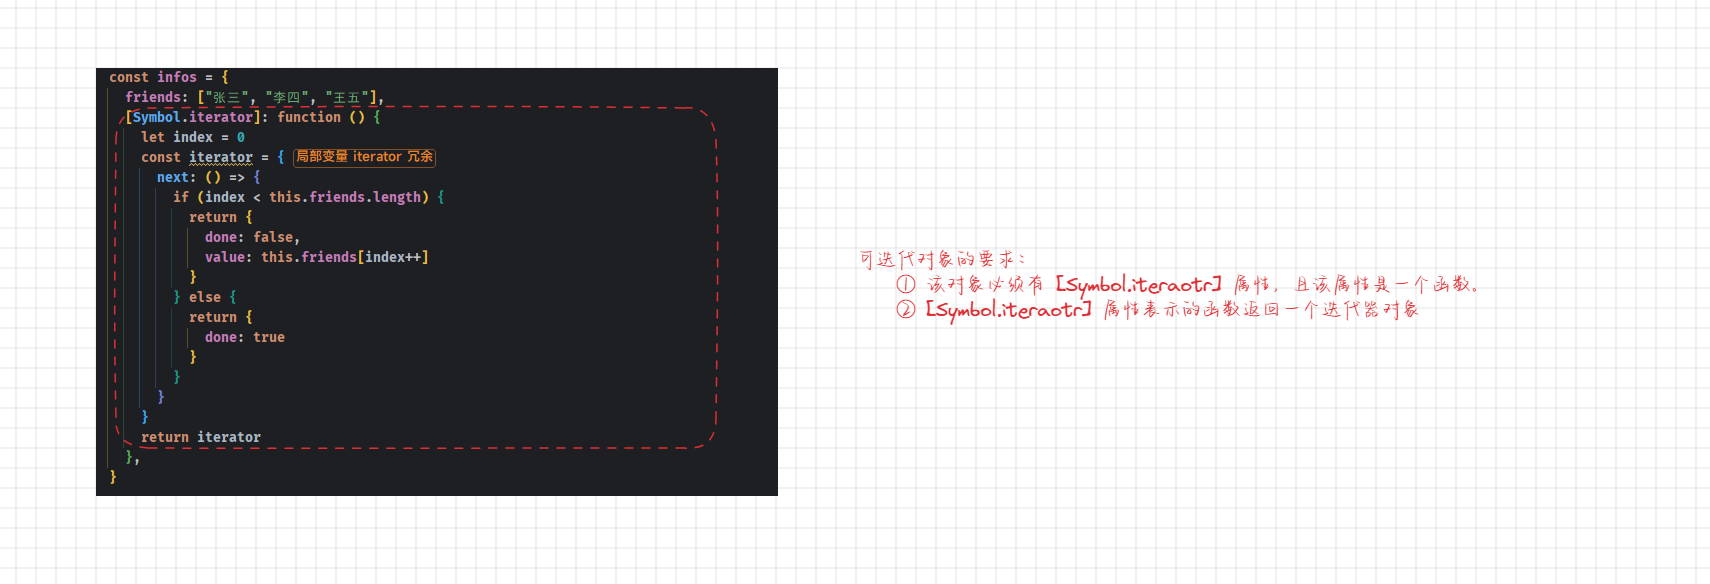 const infos = {
friends: ["张三", "李四", "王五"],
[Symbol.iterator]: function () {
let index = 0
const iterator = { 局部变量 iterator 冗余
next: () => {
if (index < this.friends.length) {
return {
done: false,
value: this.friends[index++]
}
} else {
return {
done: true
}
}
}
}
return iterator
},
}
可迭代对象的要求:
① 该对象必须有 [Symbol.iteraotr] 属性，且该属性是一个函数。
② [Symbol.iteraotr] 属性表示的函数返回一个迭代器对象